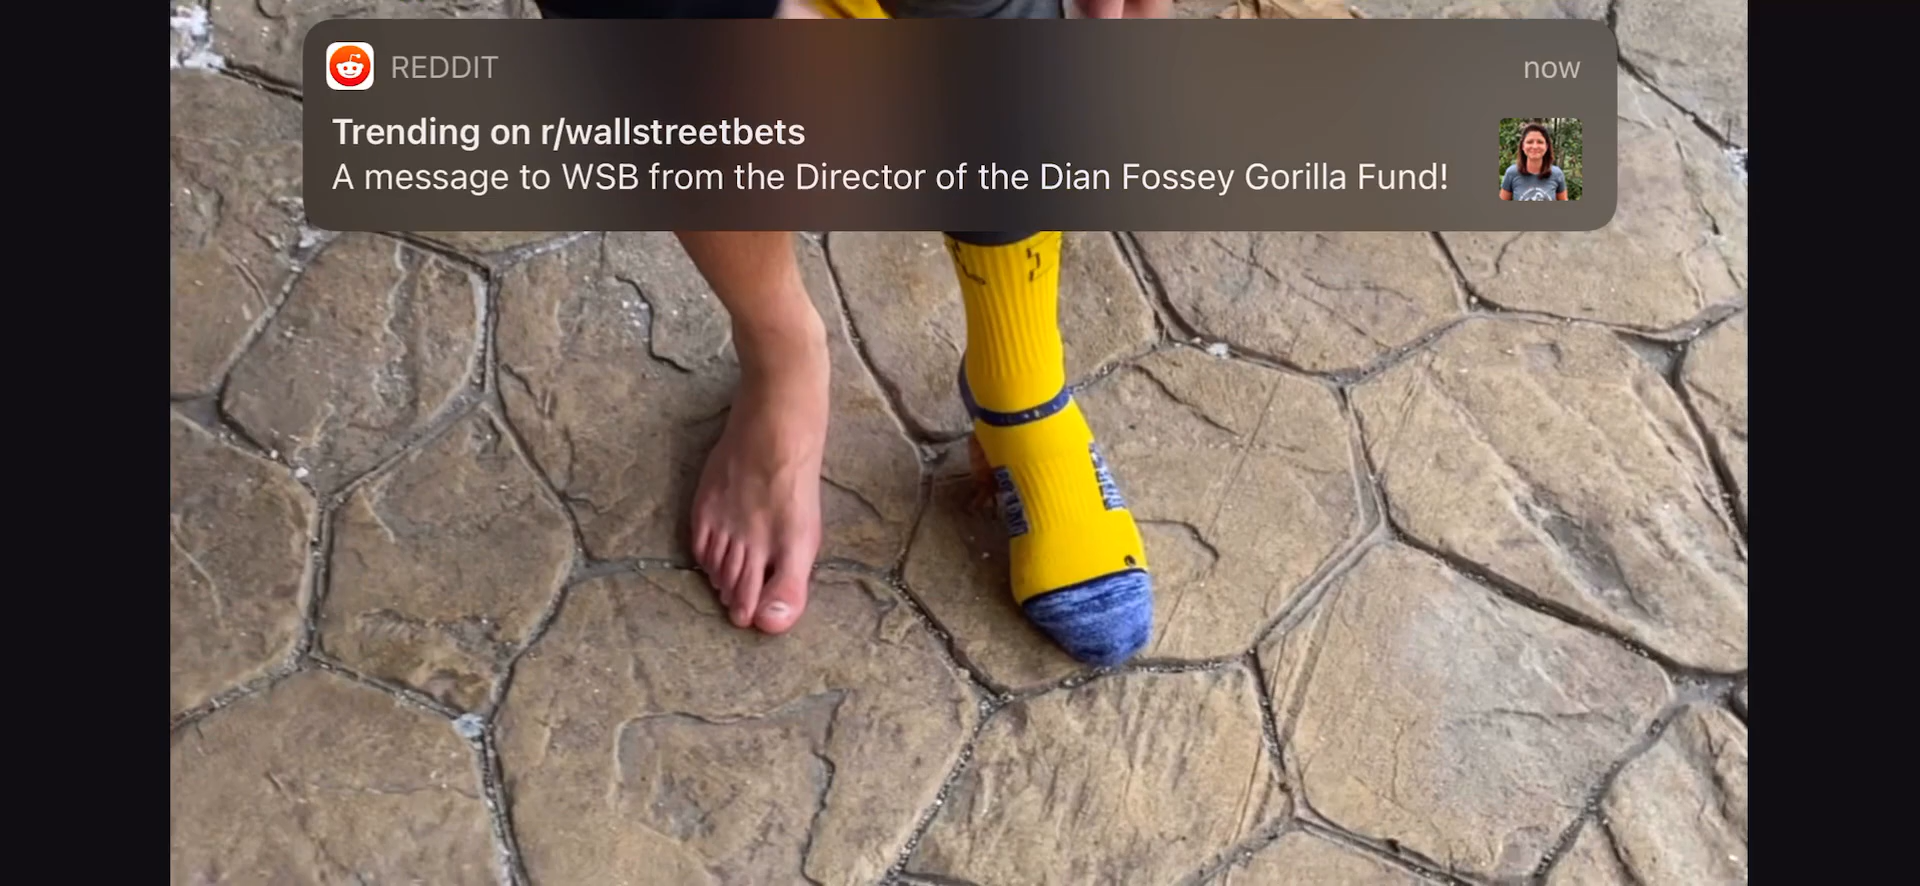 REDDIT
now
Trending on r/wallstreetbets
A message to WSB from the Director of the Dian Fossey Gorilla Fund!